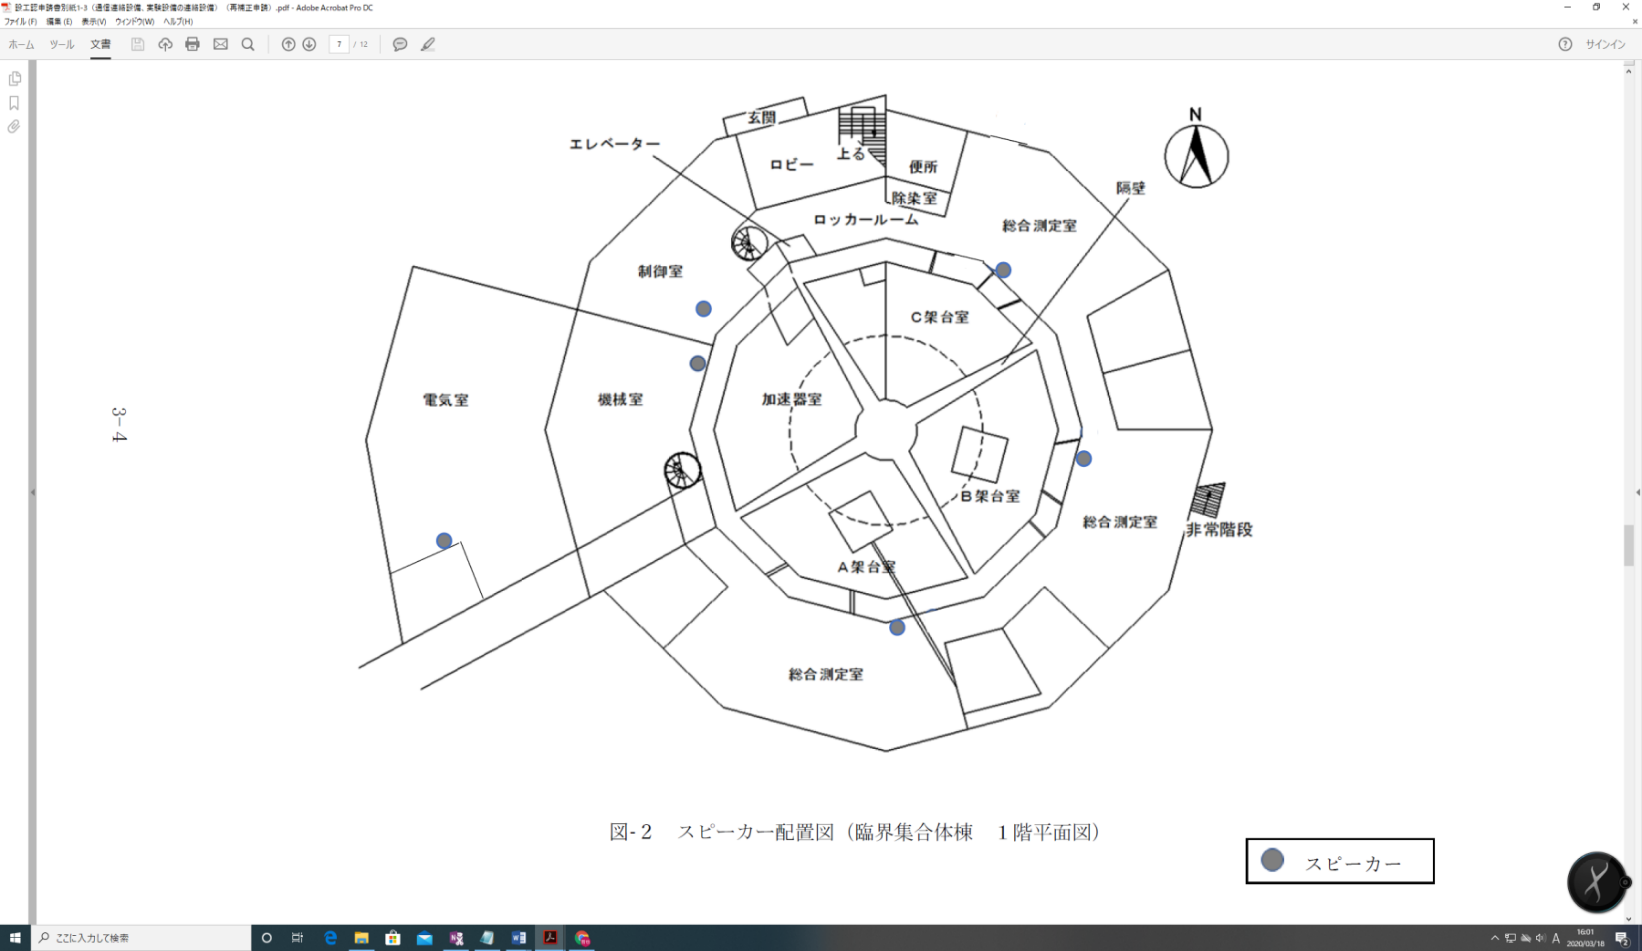 設工認申請書別紙1-3（通信連絡設備、実験設備の連絡設備）（再補正申請）.pdf - Adobe Acrobat Pro DC
ファイル(F) 編集(E) 表示(V) ウィンドウ(W) ヘルプ(H)
ホーム ツール 文書 7 / 12 サインイン
玄関
N
エレベーター
上る
ロビー
便所
隔壁
除染室
ロッカールーム
総合測定室
制御室
C架台室
電気室
機械室
加速器室
3-4
B架台室
総合測定室
非常階段
A架台室
総合測定室
図-2 スピーカー配置図（臨界集合体棟 1階平面図）
スピーカー
ここに入力して検索
A
16:01
2020/03/18